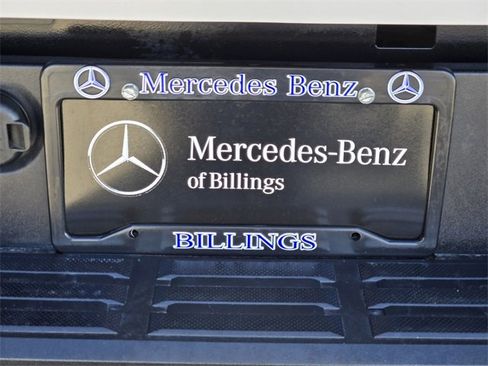 Mercedes Benz
Mercedes-Benz
of Billings
BILLINGS